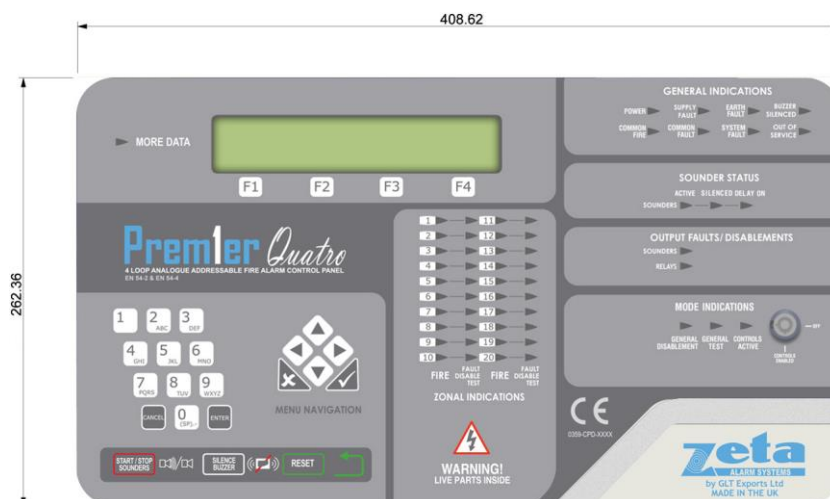 408.62
262.36
MORE DATA
F1 F2 F3 F4
Prem1er Quatro
4 LOOP ANALOGUE ADDRESSABLE FIRE ALARM CONTROL PANEL
EN 54-2 & EN 54-4
1
2 ABC
3 DEF
4 GHI
5 JKL
6 MNO
7 PQRS
8 TUV
9 WXYZ
CANCEL
0 (SP)
ENTER
MENU NAVIGATION
START / STOP SOUNDERS
SILENCE BUZZER
RESET
1 11
2 12
3 13
4 14
5 15
6 16
7 17
8 18
9 19
10 20
FIRE
FAULT
DISABLE
TEST
FIRE
FAULT
DISABLE
TEST
ZONAL INDICATIONS
WARNING!
LIVE PARTS INSIDE
GENERAL INDICATIONS
POWER
SUPPLY FAULT
EARTH FAULT
BUZZER SILENCED
COMMON FIRE
COMMON FAULT
SYSTEM FAULT
OUT OF SERVICE
SOUNDER STATUS
ACTIVE SILENCED DELAY ON
SOUNDERS
OUTPUT FAULTS/ DISABLEMENTS
SOUNDERS
RELAYS
MODE INDICATIONS
GENERAL DISABLEMENT
GENERAL TEST
CONTROLS ACTIVE
OFF
CONTROLS ENABLED
CE
0359-CPD-XXXX
zeta
ALARM SYSTEMS
by GLT Exports Ltd
MADE IN THE UK